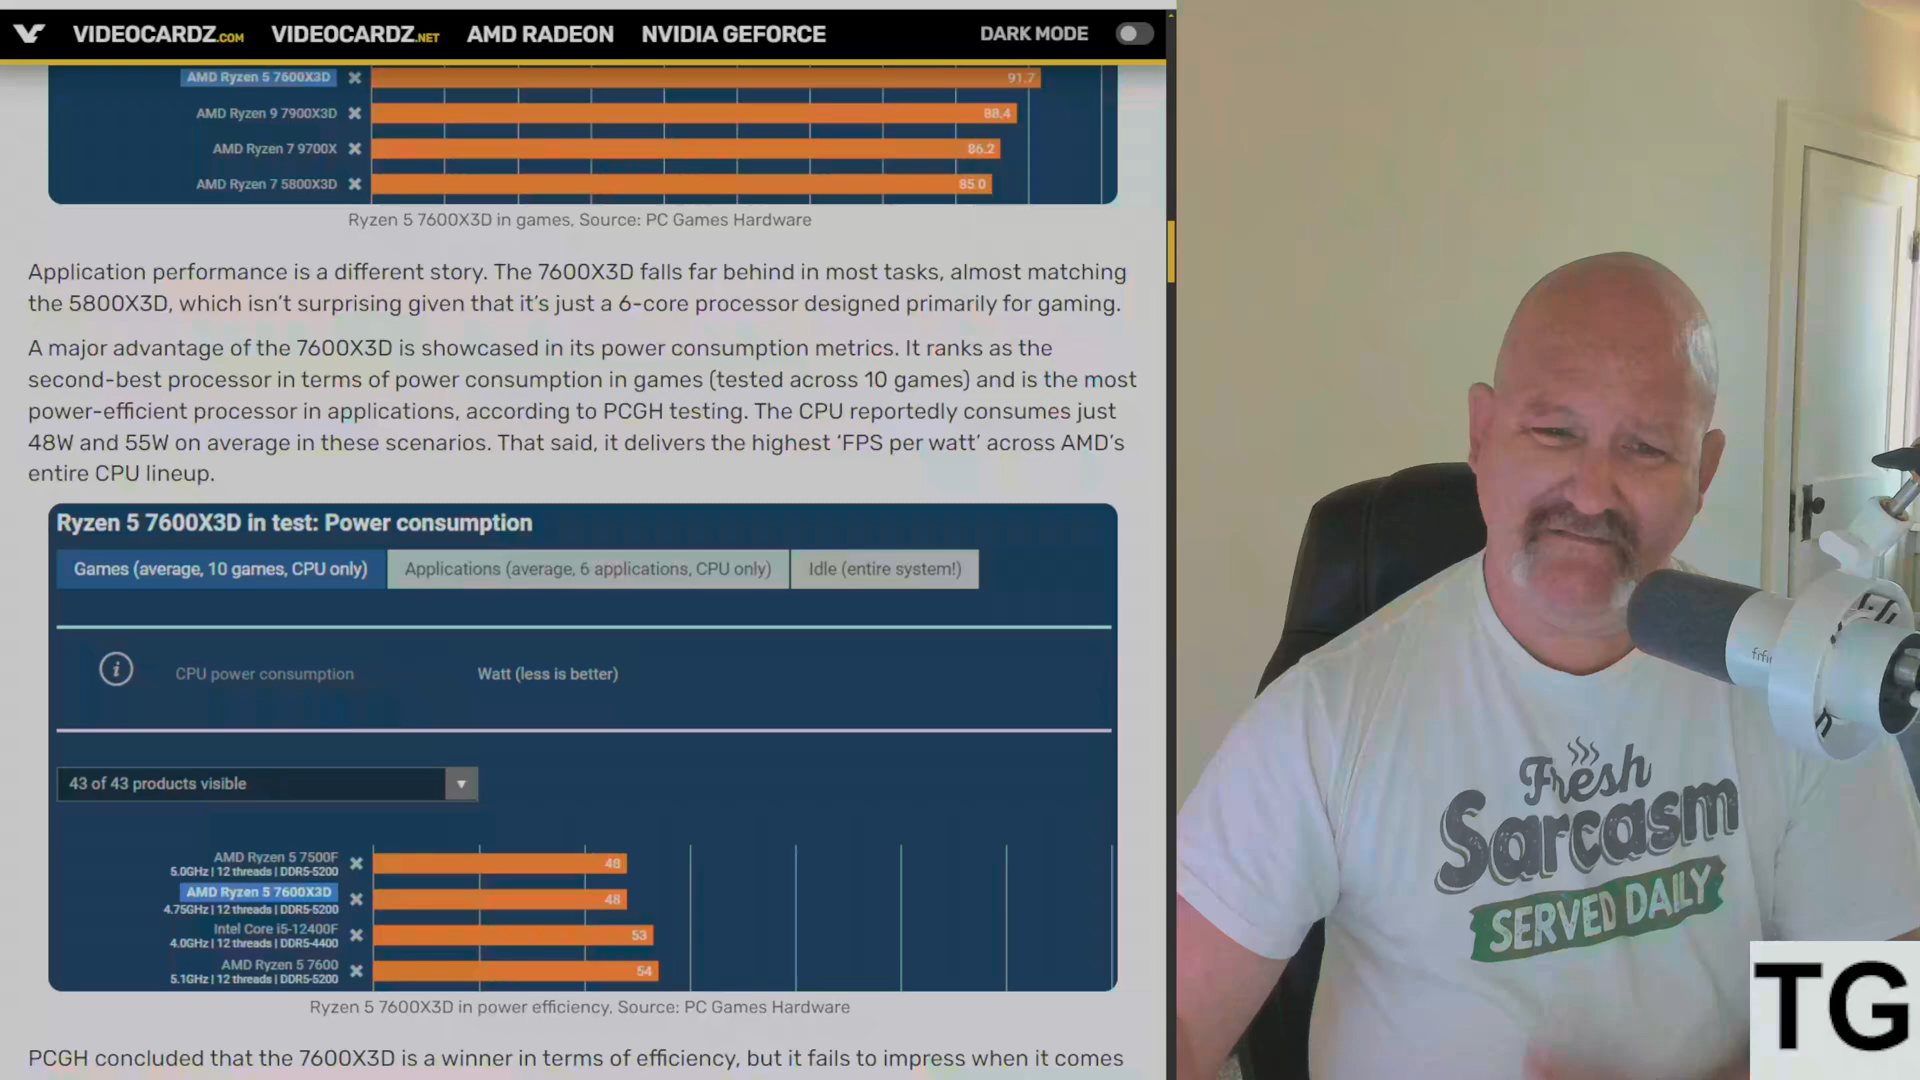 VIDEOCARDZ.COM VIDEOCARDZ.NET AMD RADEON NVIDIA GEFORCE DARK MODE
AMD Ryzen 5 7600X3D 91.7
AMD Ryzen 9 7900X3D 88.4
AMD Ryzen 7 9700X 86.2
AMD Ryzen 7 5800X3D 85.0
Ryzen 5 7600X3D in games, Source: PC Games Hardware
Application performance is a different story. The 7600X3D falls far behind in most tasks, almost matching
the 5800X3D, which isn't surprising given that it's just a 6-core processor designed primarily for gaming.
A major advantage of the 7600X3D is showcased in its power consumption metrics. It ranks as the
second-best processor in terms of power consumption in games (tested across 10 games) and is the most
power-efficient processor in applications, according to PCGH testing. The CPU reportedly consumes just
48W and 55W on average in these scenarios. That said, it delivers the highest ‘FPS per watt’ across AMD's
entire CPU lineup.
Ryzen 5 7600X3D in test: Power consumption
Games (average, 10 games, CPU only) Applications (average, 6 applications, CPU only) Idle (entire system!)
CPU power consumption Watt (less is better)
43 of 43 products visible
AMD Ryzen 5 7500F 48
5.0GHz | 12 threads | DDR5-5200
AMD Ryzen 5 7600X3D 48
4.75GHz | 12 threads | DDR5-5200
Intel Core i5-12400F 53
4.0GHz | 12 threads | DDR5-4400
AMD Ryzen 5 7600 54
5.1GHz | 12 threads | DDR5-5200
Ryzen 5 7600X3D in power efficiency, Source: PC Games Hardware
PCGH concluded that the 7600X3D is a winner in terms of efficiency, but it fails to impress when it comes
Fresh
Sarcasm
SERVED DAILY
TG